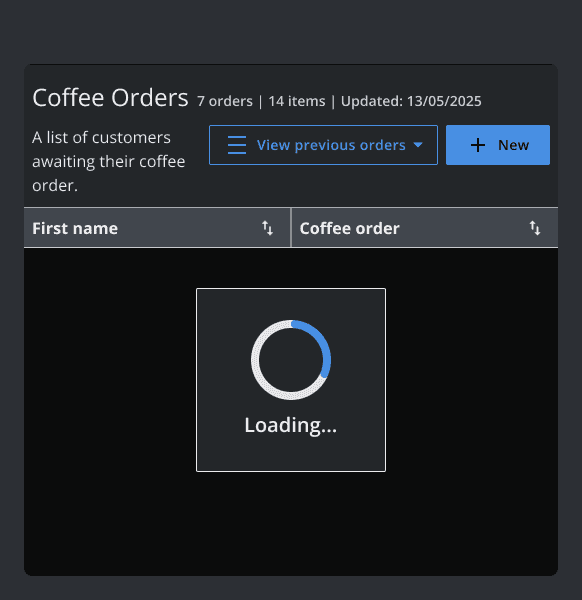 Coffee Orders 7 orders | 14 items | Updated: 13/05/2025
A list of customers
awaiting their coffee
order.
View previous orders
New
First name
Coffee order
Loading...